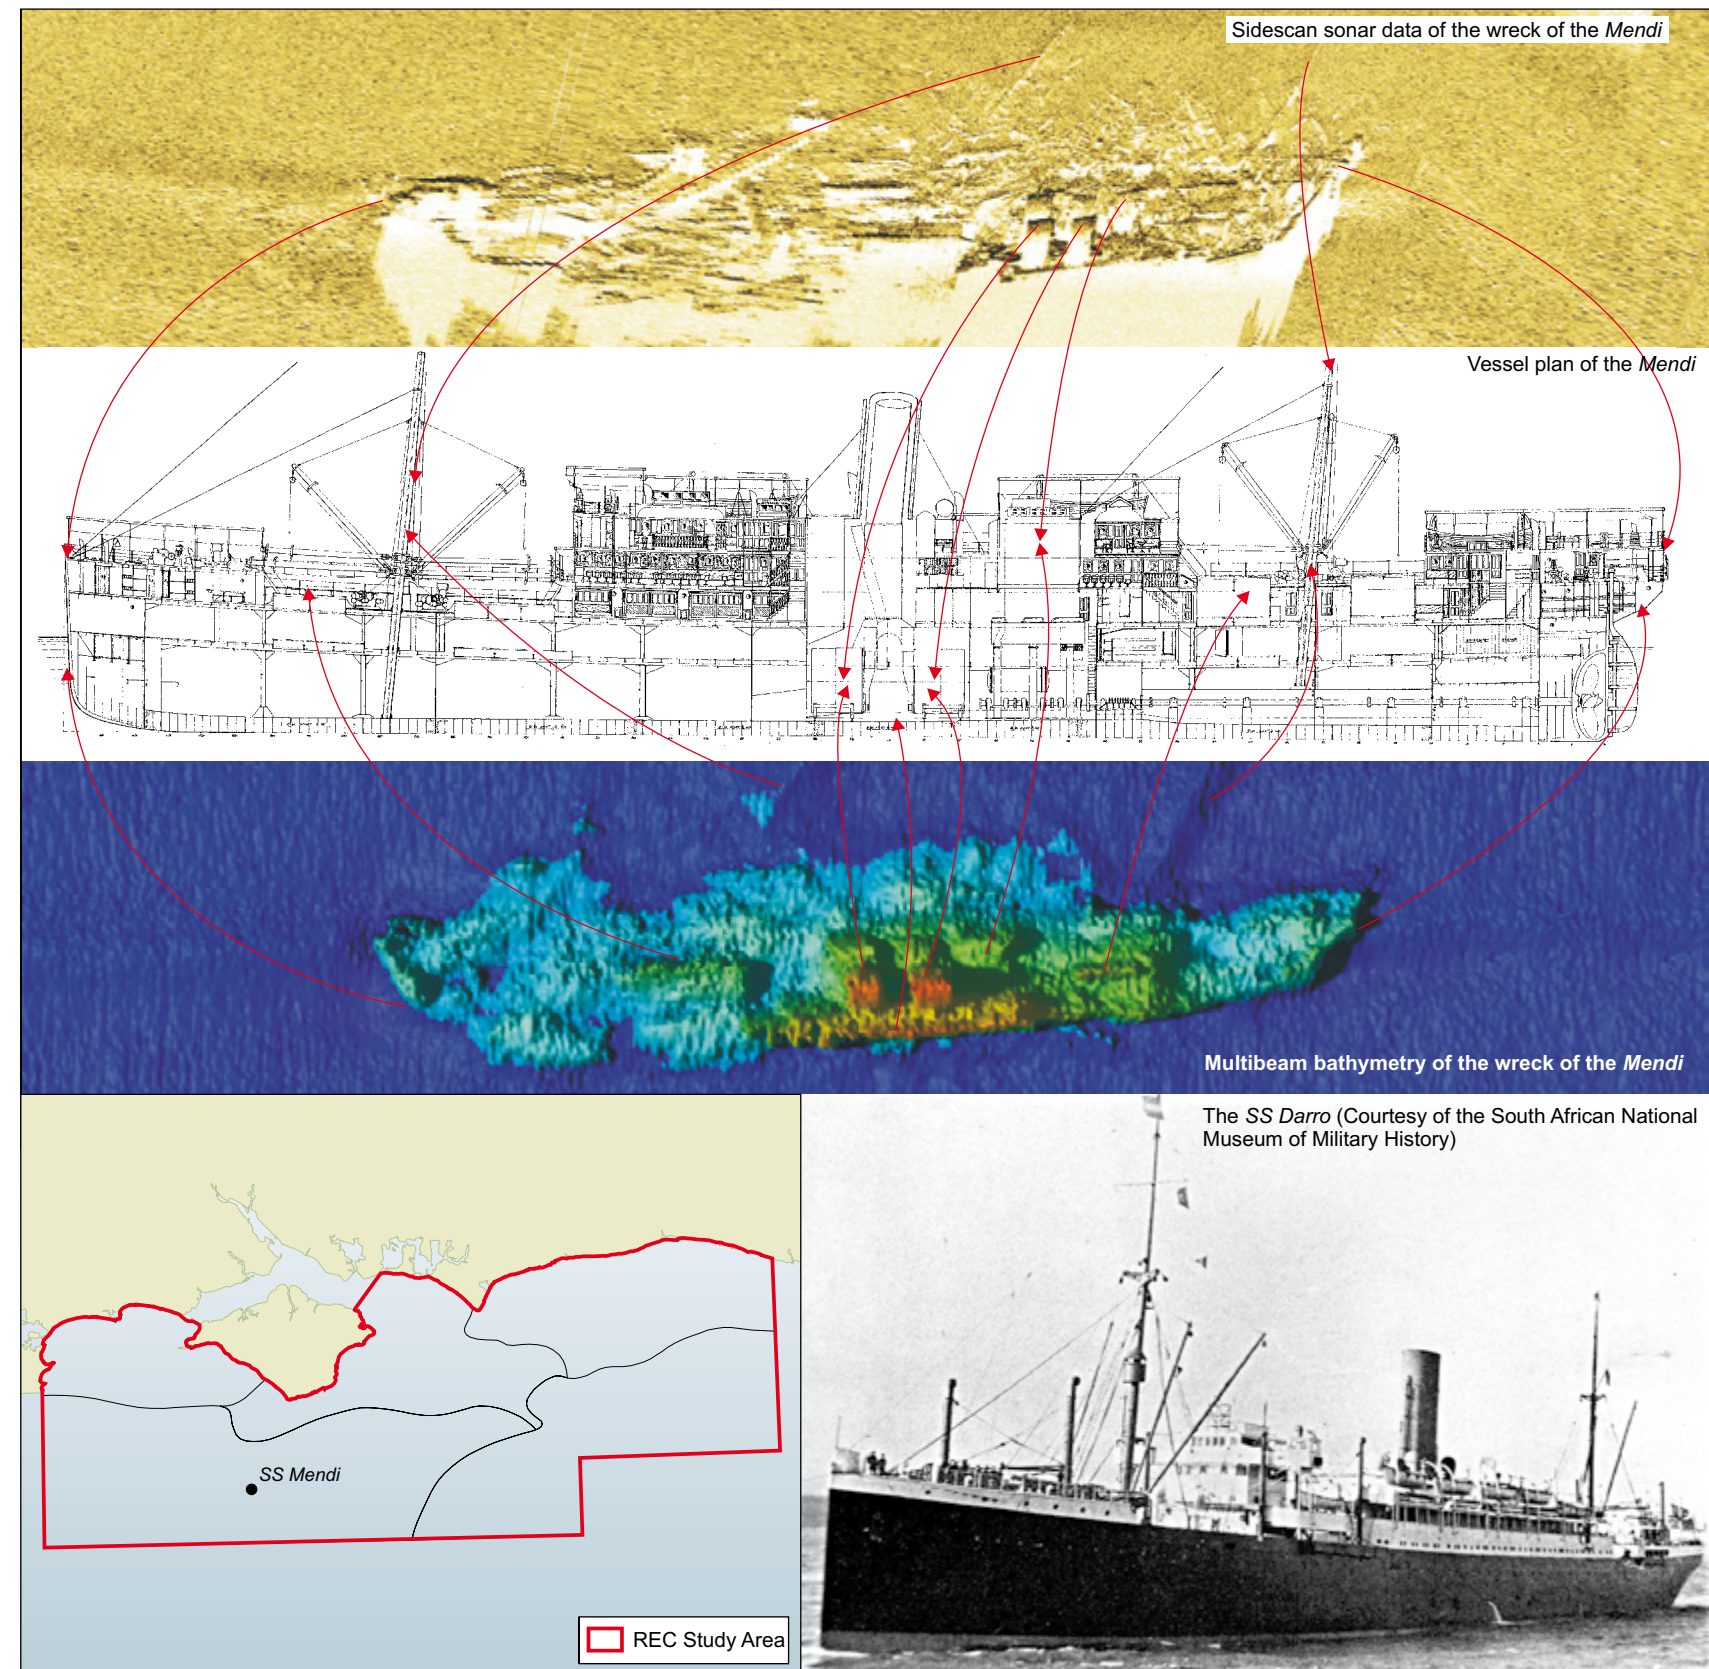 Sidescan sonar data of the wreck of the Mendi
Vessel plan of the Mendi
Multibeam bathymetry of the wreck of the Mendi
The SS Darro (Courtesy of the South African National
Museum of Military History)
SS Mendi
REC Study Area